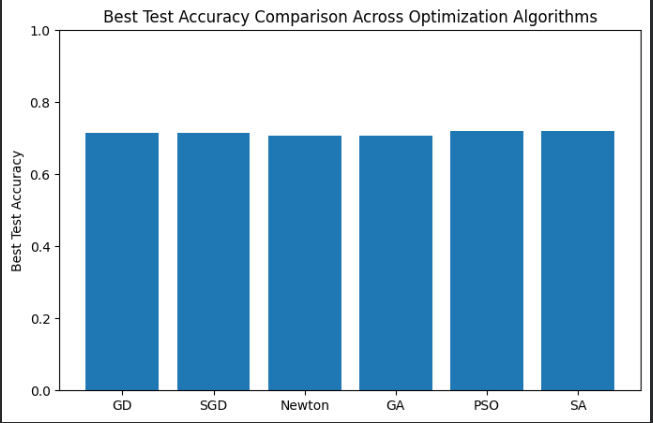 Best Test Accuracy Comparison Across Optimization Algorithms
Best Test Accuracy
1.0
0.8
0.6
0.4
0.2
0.0
GD SGD Newton GA PSO SA